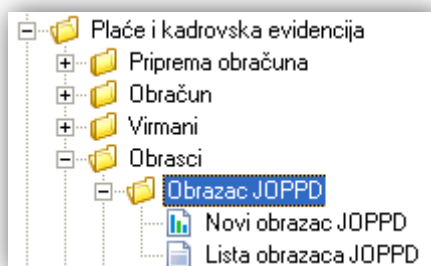 Plaće i kadrovska evidencija
Priprema obračuna
Obračun
Virmani
Obrasci
Obrazac JOPPD
Novi obrazac JOPPD
Lista obrazaca JOPPD